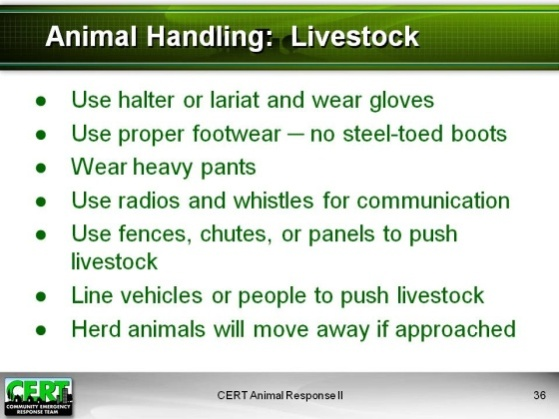 Animal Handling:  Livestock
● Use halter or lariat and wear gloves
● Use proper footwear — no steel-toed boots
● Wear heavy pants
● Use radios and whistles for communication
● Use fences, chutes, or panels to push
livestock
● Line vehicles or people to push livestock
● Herd animals will move away if approached
CERT
COMMUNITY EMERGENCY
RESPONSE TEAM
CERT Animal Response II
36